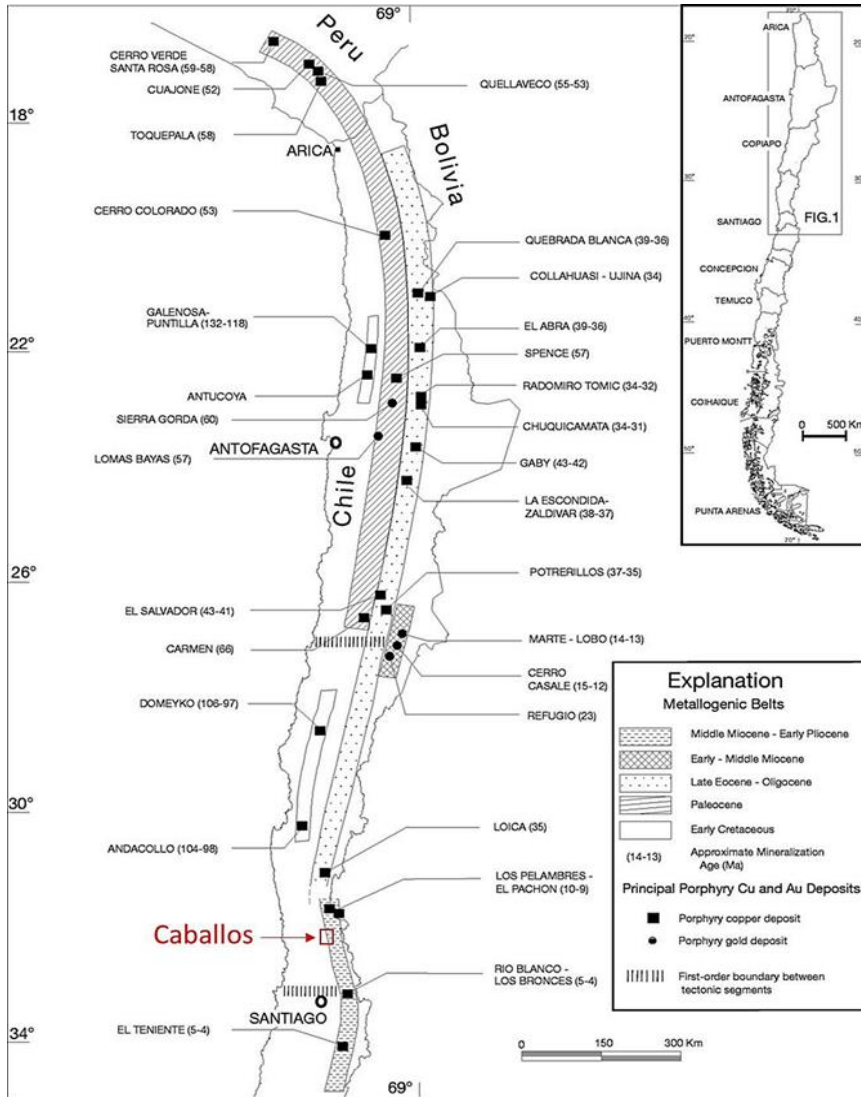 69°
Peru
CERRO VERDE
SANTA ROSA (59-58)
CUAJONE (52)
QUELLAVECO (55-53)
18°
TOQUEPALA (58)
ARICA
Bolivia
CERRO COLORADO (53)
QUEBRADA BLANCA (39-36)
COLLAHUASI - UJINA (34)
GALENOSA-
PUNTILLA (132-118)
EL ABRA (39-36)
22°
SPENCE (57)
RADOMIRO TOMIC (34-32)
ANTUCOYA
SIERRA GORDA (60)
CHUQUICAMATA (34-31)
ANTOFAGASTA
LOMAS BAYAS (57)
GABY (43-42)
Chile
LA ESCONDIDA-
ZALDIVAR (38-37)
26°
POTRERILLOS (37-35)
EL SALVADOR (43-41)
CARMEN (66)
MARTE - LOBO (14-13)
CERRO
CASALE (15-12)
DOMEYKO (106-97)
REFUGIO (23)
30°
LOICA (35)
ANDACOLLO (104-98)
LOS PELAMBRES -
EL PACHON (10-9)
Caballos
RIO BLANCO -
LOS BRONCES (5-4)
SANTIAGO
EL TENIENTE (5-4)
34°
0 150 300 Km
69°
ARICA
ANTOFAGASTA
COPIAPO
SANTIAGO
FIG.1
CONCEPCION
TEMUCO
PUERTO MONTT
COIHAIQUE
0 500 Km
PUNTA ARENAS
Explanation
Metallogenic Belts
Middle Miocene - Early Pliocene
Early - Middle Miocene
Late Eocene - Oligocene
Paleocene
Early Cretaceous
(14-13) Approximate Mineralization
Age (Ma)
Principal Porphyry Cu and Au Deposits
Porphyry copper deposit
Porphyry gold deposit
First-order boundary between
tectonic segments